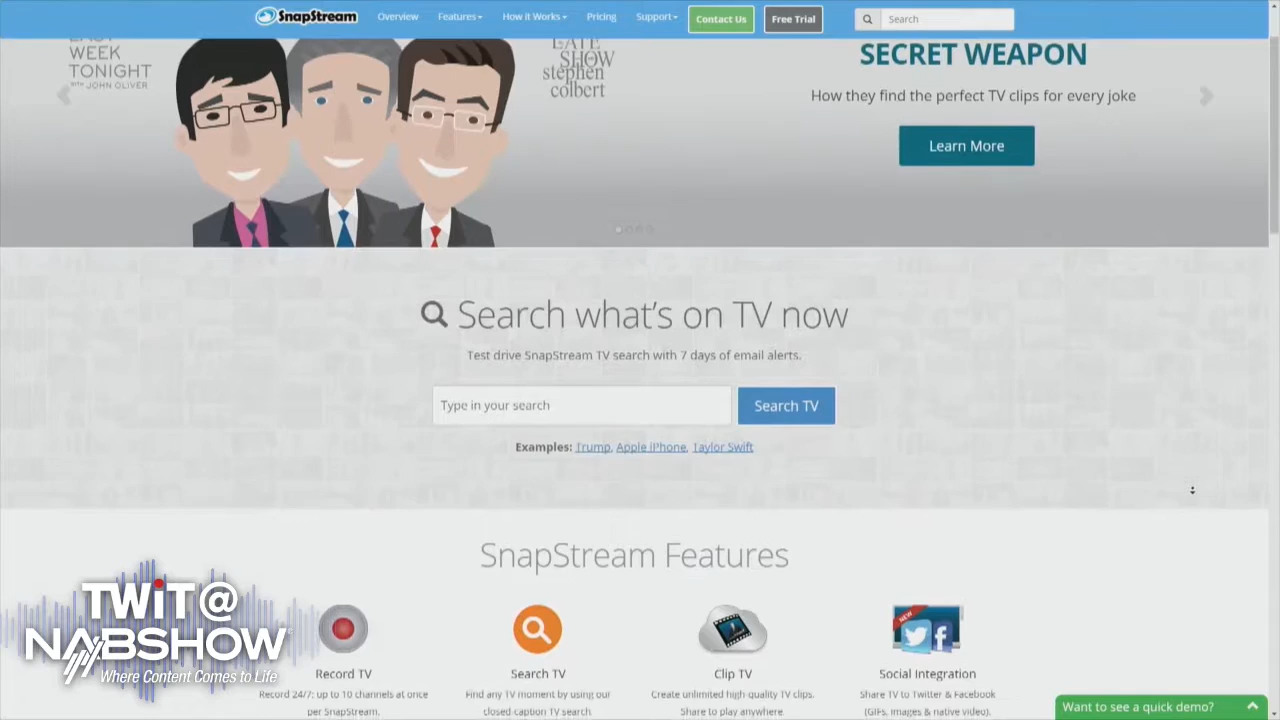 SnapStream
Overview
Features
How it Works
Pricing
Support
Contact Us
Free Trial
Search
LAST
WEEK
TONIGHT
WITH JOHN OLIVER
LATE
SHOW
stephen
colbert
SECRET WEAPON
How they find the perfect TV clips for every joke
Learn More
Search what's on TV now
Test drive SnapStream TV search with 7 days of email alerts.
Type in your search
Search TV
Examples: Trump, Apple iPhone, Taylor Swift
SnapStream Features
NEW
Record TV
Search TV
Clip TV
Social Integration
Record 24/7: up to 10 channels at once
per SnapStream.
Find any TV moment by using our
closed-caption TV search.
Create unlimited high quality TV clips.
Share to play anywhere.
Share TV to Twitter & Facebook
(GIFs, images & native video).
Want to see a quick demo?
TWiT@
NABSHOW
Where Content Comes to Life